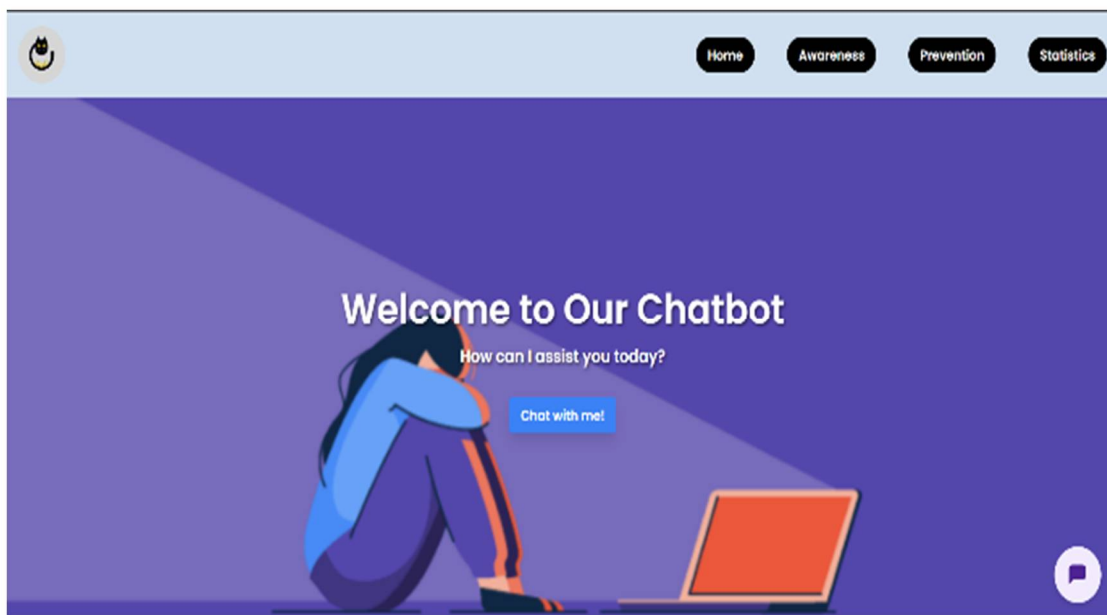 Home Awareness Prevention Statistics
Welcome to Our Chatbot
How can I assist you today?
Chat with me!